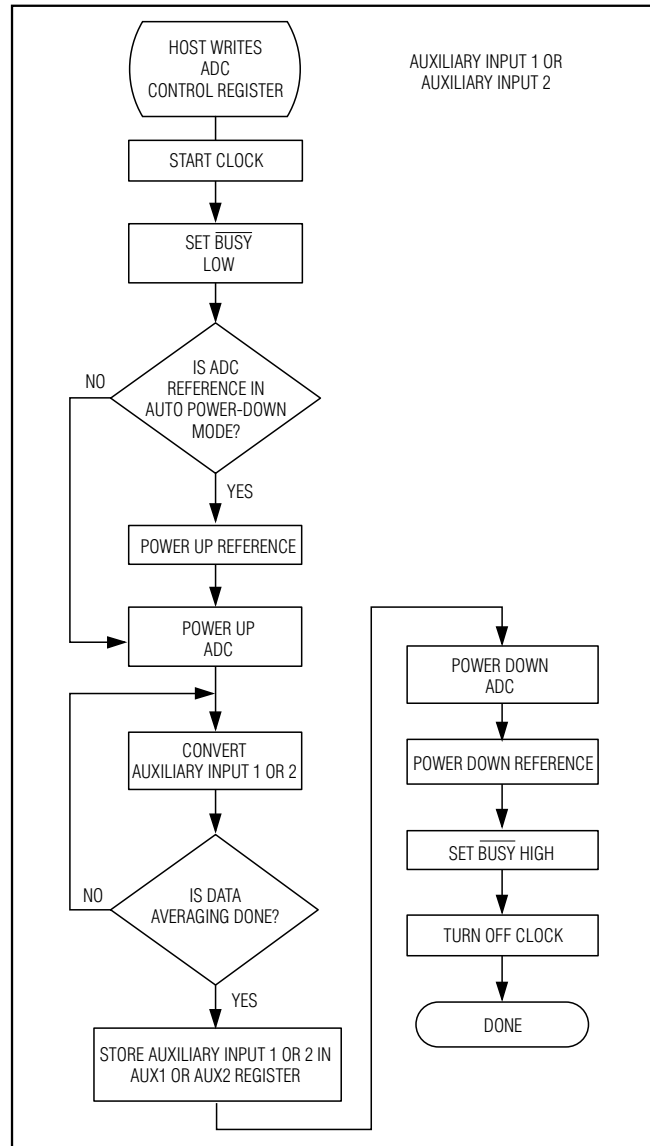 HOST WRITES
ADC
CONTROL REGISTER
AUXILIARY INPUT 1 OR
AUXILIARY INPUT 2
START CLOCK
SET B̅U̅S̅Y̅
LOW
IS ADC
REFERENCE IN
AUTO POWER-DOWN
MODE?
NO
YES
POWER UP REFERENCE
POWER UP
ADC
CONVERT
AUXILIARY INPUT 1 OR 2
IS DATA
AVERAGING DONE?
NO
YES
STORE AUXILIARY INPUT 1 OR 2 IN
AUX1 OR AUX2 REGISTER
POWER DOWN
ADC
POWER DOWN REFERENCE
SET B̅U̅S̅Y̅ HIGH
TURN OFF CLOCK
DONE